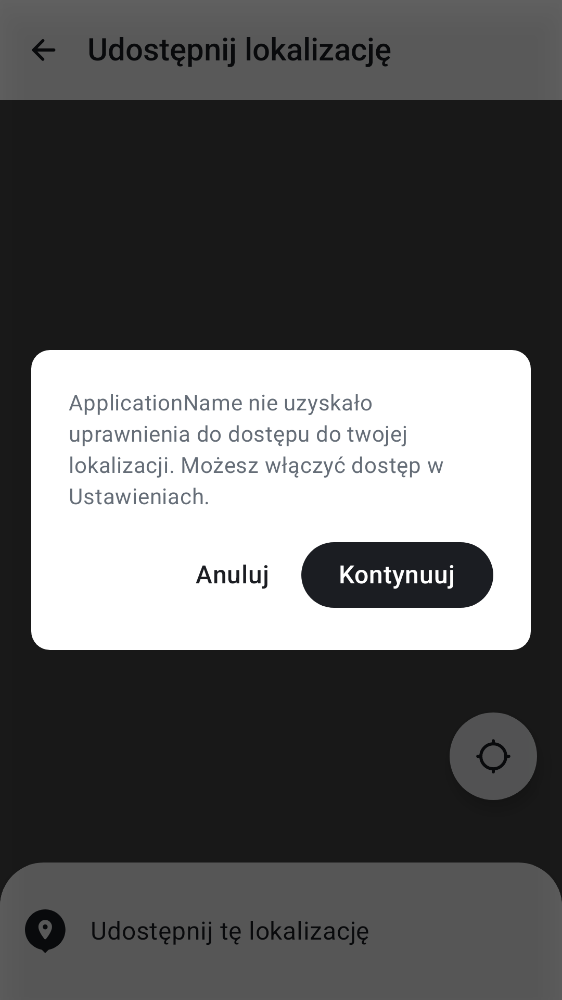 Udostępnij lokalizację
ApplicationName nie uzyskało
uprawnienia do dostępu do twojej
lokalizacji. Możesz włączyć dostęp w
Ustawieniach.
Anuluj
Kontynuuj
Udostępnij tę lokalizację